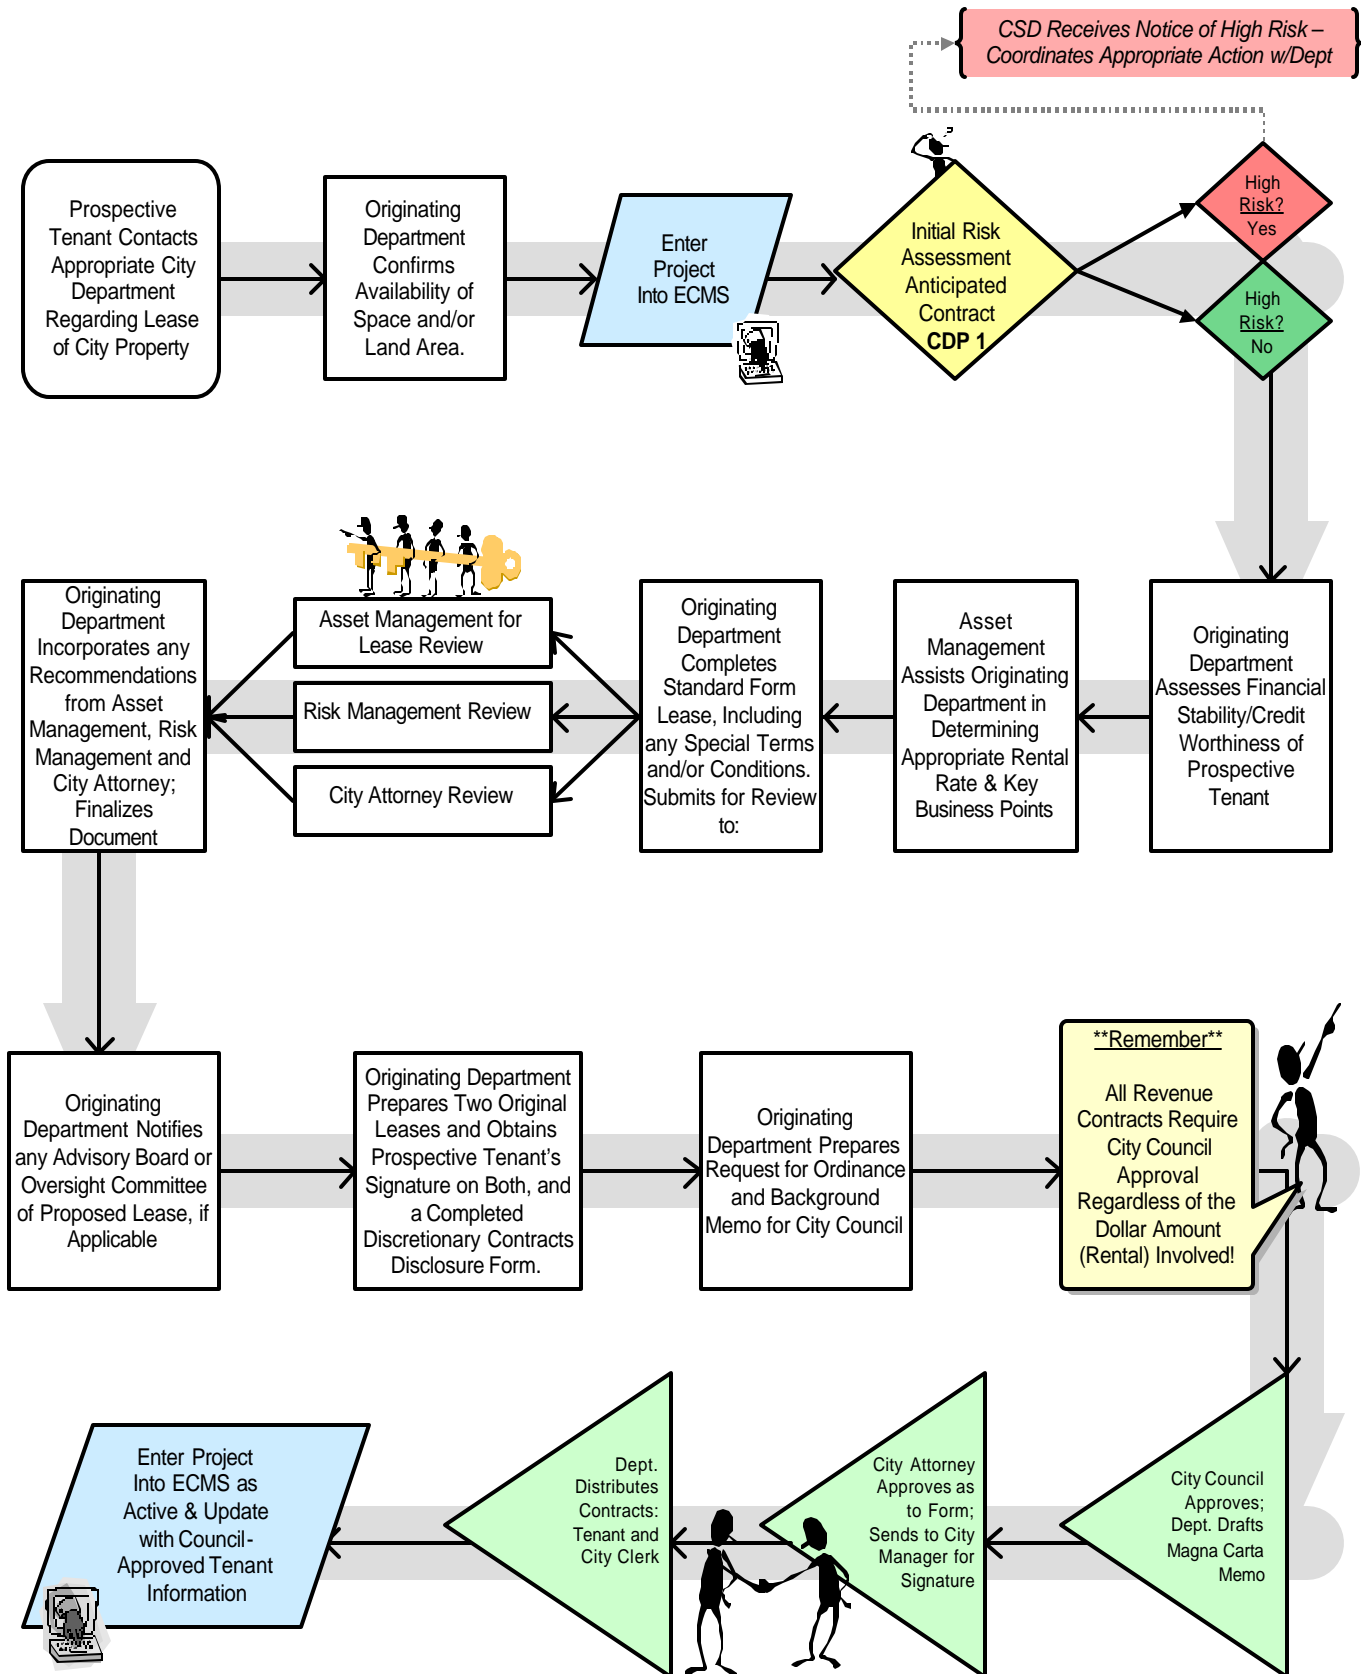 CSD Receives Notice of High Risk –
Coordinates Appropriate Action w/Dept
Prospective
Tenant Contacts
Appropriate City
Department
Regarding Lease
of City Property
Originating
Department
Confirms
Availability of
Space and/or
Land Area.
Enter
Project
Into ECMS
Initial Risk
Assessment
Anticipated
Contract
CDP 1
High
Risk?
Yes
High
Risk?
No
Originating
Department
Assesses Financial
Stability/Credit
Worthiness of
Prospective
Tenant
Asset
Management
Assists Originating
Department in
Determining
Appropriate Rental
Rate & Key
Business Points
Originating
Department
Completes
Standard Form
Lease, Including
any Special Terms
and/or Conditions.
Submits for Review
to:
Asset Management for
Lease Review
Risk Management Review
City Attorney Review
Originating
Department
Incorporates any
Recommendations
from Asset
Management, Risk
Management and
City Attorney;
Finalizes
Document
Originating
Department Notifies
any Advisory Board or
Oversight Committee
of Proposed Lease, if
Applicable
Originating Department
Prepares Two Original
Leases and Obtains
Prospective Tenant’s
Signature on Both, and
a Completed
Discretionary Contracts
Disclosure Form.
Originating
Department Prepares
Request for Ordinance
and Background
Memo for City Council
**Remember**
All Revenue
Contracts Require
City Council
Approval
Regardless of the
Dollar Amount
(Rental) Involved!
City Council
Approves;
Dept. Drafts
Magna Carta
Memo
City Attorney
Approves as
to Form;
Sends to City
Manager for
Signature
Dept.
Distributes
Contracts:
Tenant and
City Clerk
Enter Project
Into ECMS as
Active & Update
with Council-
Approved Tenant
Information